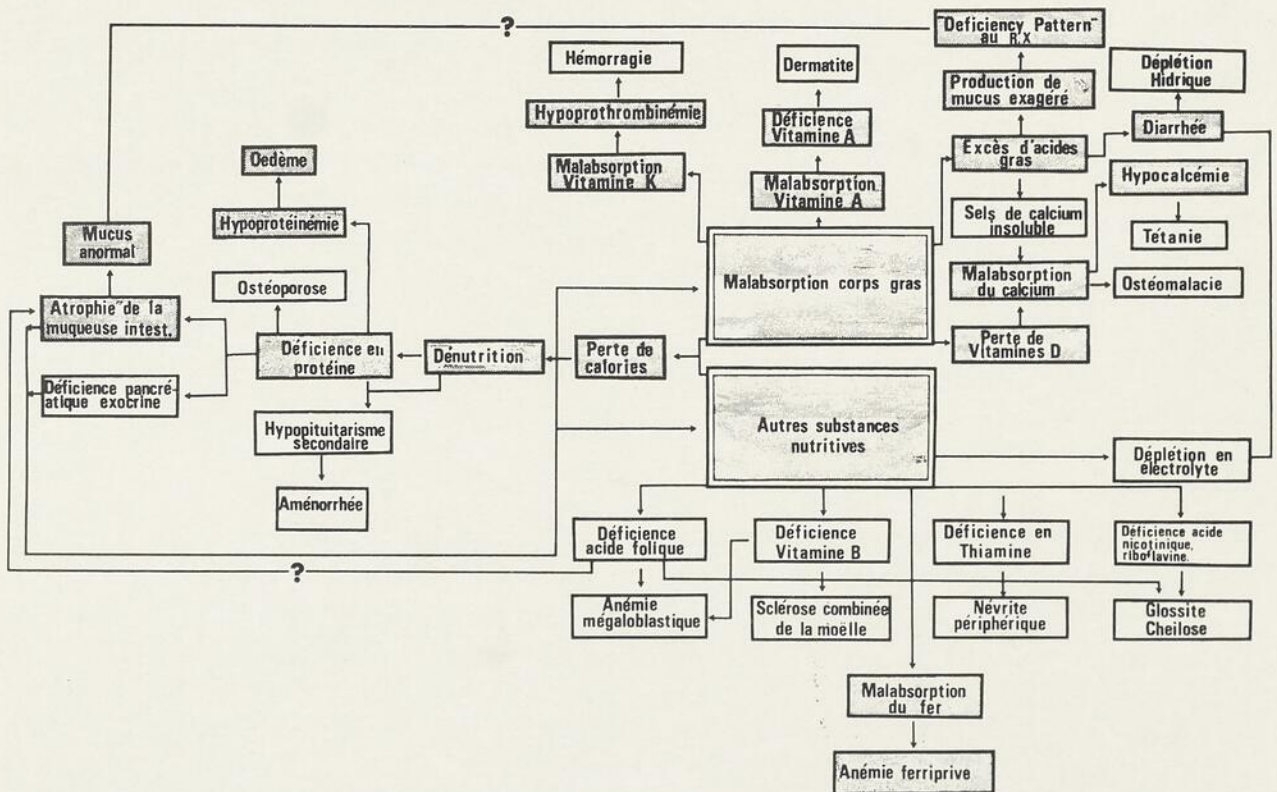 ?
"Deficiency Pattern"
au R.X
Hémorragie
Dermatite
Déplétion
Hidrique
Production de
mucus exagéré
Hypoprothrombinémie
Déficience
Vitamine A
Diarrhée
Excès d'acides
gras
Oedème
Malabsorption
Vitamine K
Malabsorption
Vitamine A
Hypocalcémie
Hypoprotéinémie
Sels de calcium
insoluble
Mucus
anormal
Tétanie
Malabsorption corps gras
Malabsorption
du calcium
Ostéomalacie
Ostéoporose
Atrophie de la
muqueuse intest.
Déficience en
protéine
Dénutrition
Perte de
calories
Perte de
Vitamines D
Déficience pancré-
atique exocrine
Hypopituitarisme
secondaire
Autres substances
nutritives
Déplétion en
électrolyte
Aménorrhée
Déficience
acide folique
Déficience
Vitamine B
Déficience en
Thiamine
Déficience acide
nicotinique,
riboflavine.
?
Anémie
mégaloblastique
Sclérose combinée
de la moëlle
Névrite
périphérique
Glossite
Cheilose
Malabsorption
du fer
Anémie ferriprive